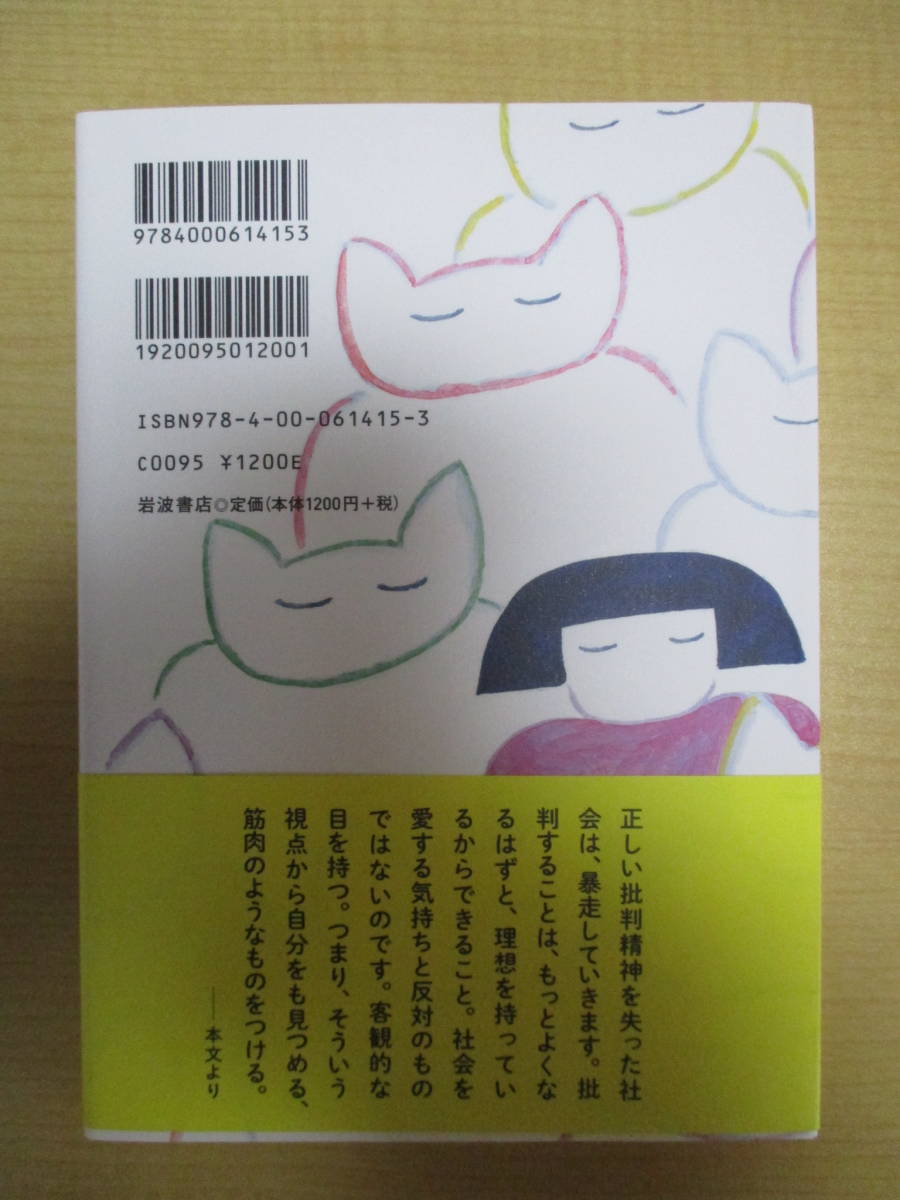 9784000614153
1920095012001
ISBN978-4-00-061415-3
C0095 ¥1200E
岩波書店◎定価(本体1200円+税)
正しい批判精神を失った社
会は、暴走していきます。批
判することは、もっとよくな
るはずと、理想を持ってい
るからできること。社会を
愛する気持ちと反対のもの
ではないのです。客観的な
目を持つ。つまり、そういう
視点から自分をも見つめる、
筋肉のようなものをつける。
──本文より